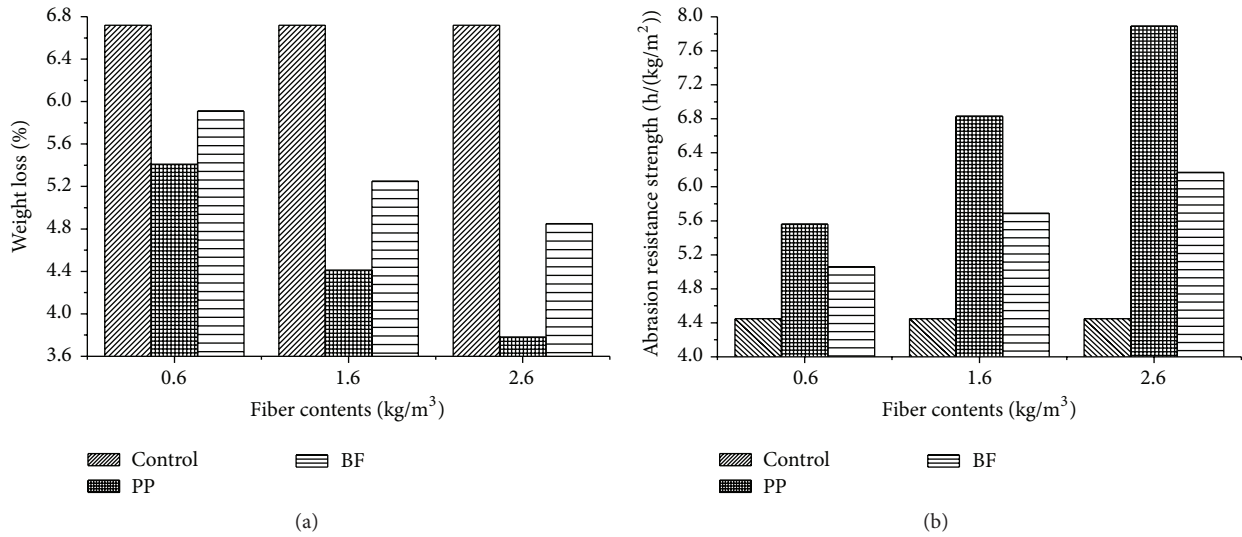 6.8
6.4
6.0
5.6
5.2
4.8
4.4
4.0
3.6
Weight loss (%)
0.6
1.6
2.6
Fiber contents (kg/m³)
Control
PP
BF
(a)
8.0
7.6
7.2
6.8
6.4
6.0
5.6
5.2
4.8
4.4
4.0
Abrasion resistance strength (h/(kg/m²))
0.6
1.6
2.6
Fiber contents (kg/m³)
Control
PP
BF
(b)